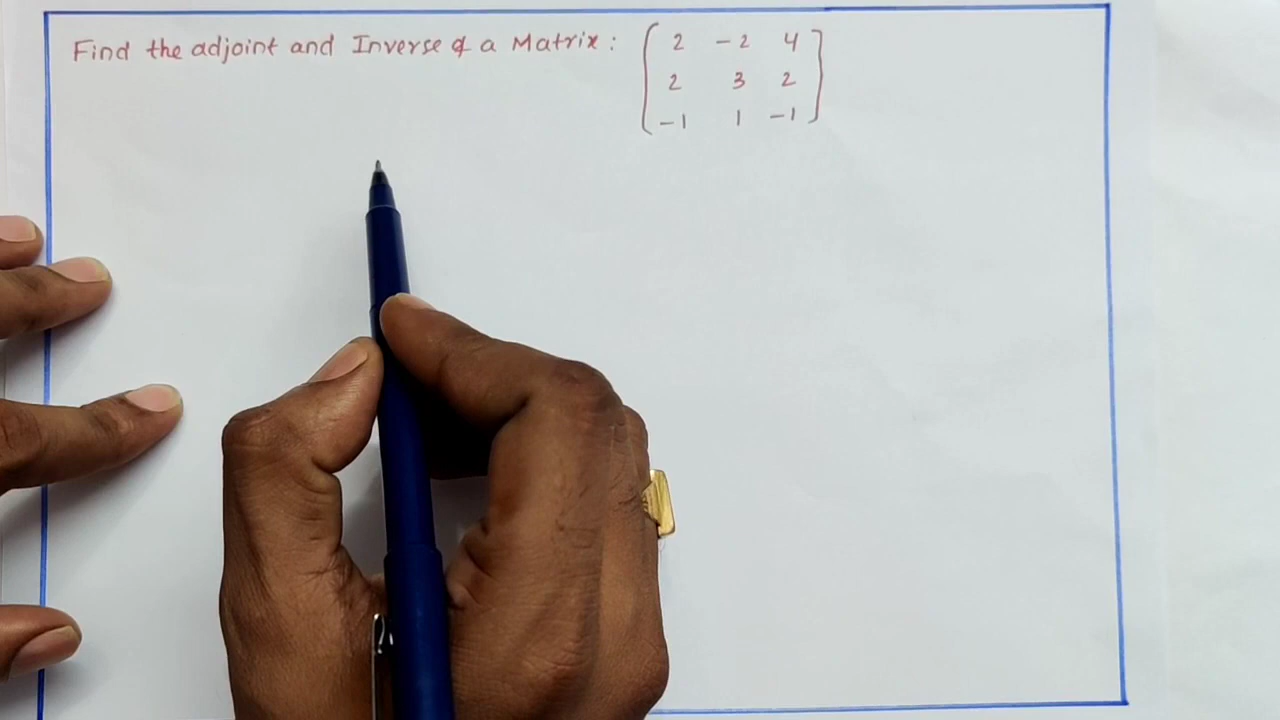 Find the adjoint and Inverse of a Matrix : [ 2 -2 4
2 3 2
-1 1 -1 ]